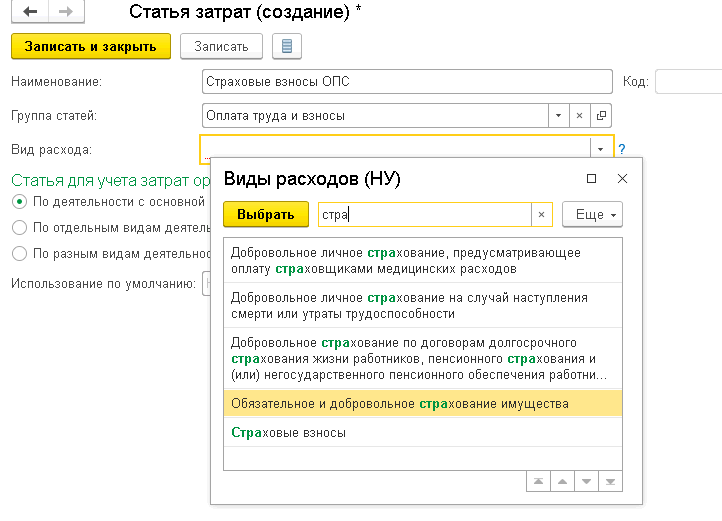 Статья затрат (создание) *
Записать и закрыть
Записать
Наименование:
Страховые взносы ОПС
Код:
Группа статей:
Оплата труда и взносы
Вид расхода:
?
Статья для учета затрат ор
По деятельности с основной
По отдельным видам деятель
По разным видам деятельнос
Использование по умолчанию:
Виды расходов (НУ)
Выбрать
стра
Еще
Добровольное личное страхование, предусматривающее
оплату страховщиками медицинских расходов
Добровольное личное страхование на случай наступления
смерти или утраты трудоспособности
Добровольное страхование по договорам долгосрочного
страхования жизни работников, пенсионного страхования и
(или) негосударственного пенсионного обеспечения работни...
Обязательное и добровольное страхование имущества
Страховые взносы